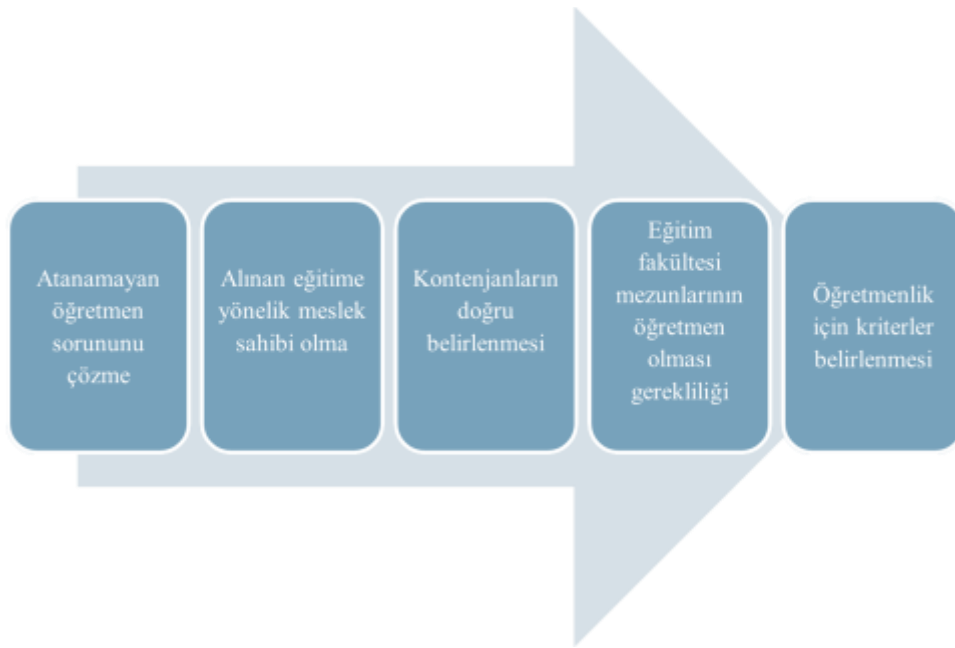 Atanamayan
öğretmen
sorununu
çözme
Alınan eğitime
yönelik meslek
sahibi olma
Kontenjanların
doğru
belirlenmesi
Eğitim
fakültesi
mezunlarının
öğretmen
olması
gerekliliği
Öğretmenlik
için kriterler
belirlenmesi